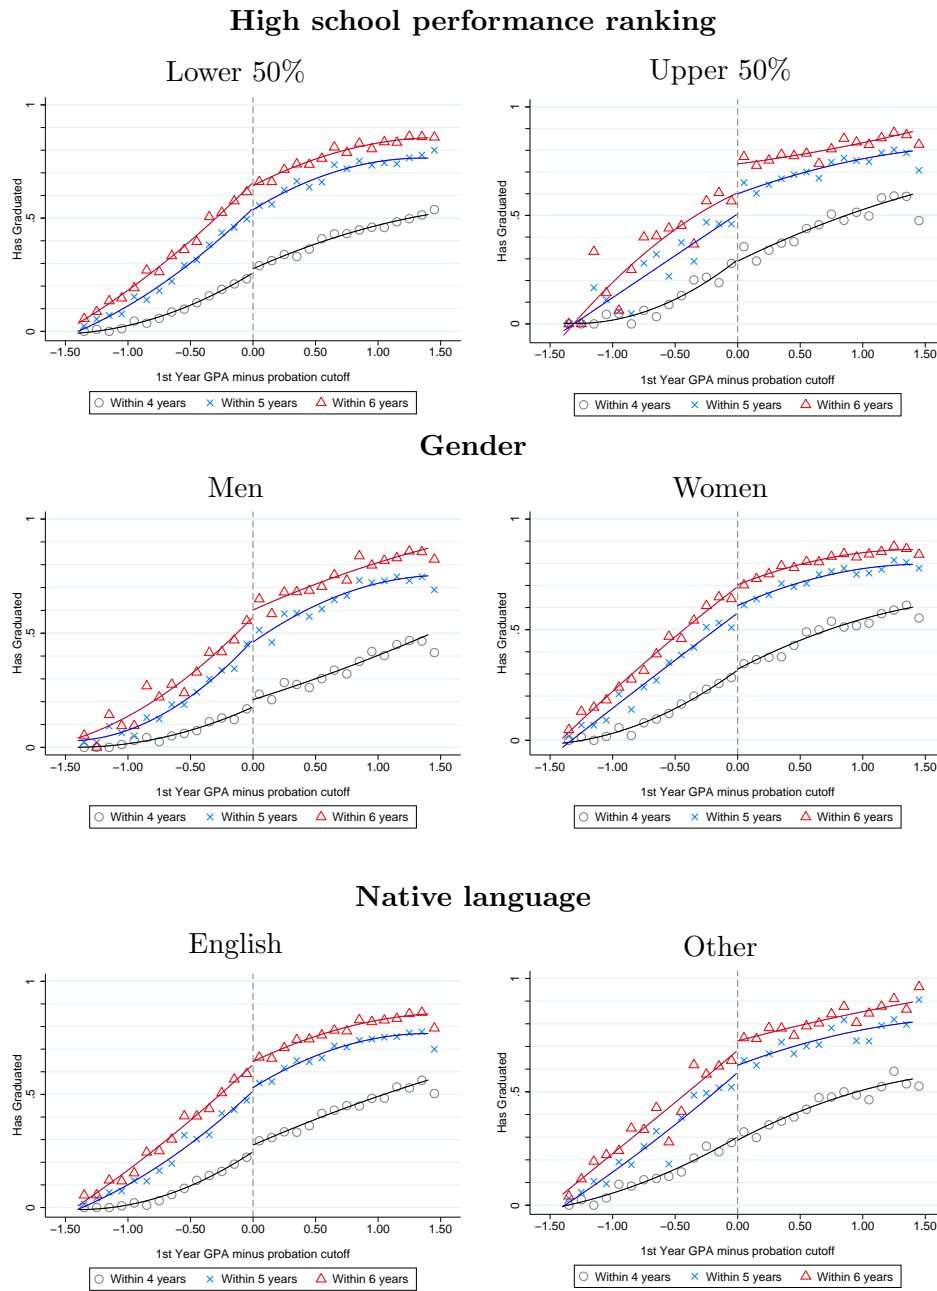 High school performance ranking
Lower 50%
Upper 50%
Has Graduated
1
.5
0
−1.50 −1.00 −0.50 0.00 0.50 1.00 1.50
1st Year GPA minus probation cutoff
Within 4 years Within 5 years Within 6 years
Has Graduated
1
.5
0
−1.50 −1.00 −0.50 0.00 0.50 1.00 1.50
1st Year GPA minus probation cutoff
Within 4 years Within 5 years Within 6 years
Gender
Men
Women
Has Graduated
1
.5
0
−1.50 −1.00 −0.50 0.00 0.50 1.00 1.50
1st Year GPA minus probation cutoff
Within 4 years Within 5 years Within 6 years
Has Graduated
1
.5
0
−1.50 −1.00 −0.50 0.00 0.50 1.00 1.50
1st Year GPA minus probation cutoff
Within 4 years Within 5 years Within 6 years
Native language
English
Other
Has Graduated
1
.5
0
−1.50 −1.00 −0.50 0.00 0.50 1.00 1.50
1st Year GPA minus probation cutoff
Within 4 years Within 5 years Within 6 years
Has Graduated
1
.5
0
−1.50 −1.00 −0.50 0.00 0.50 1.00 1.50
1st Year GPA minus probation cutoff
Within 4 years Within 5 years Within 6 years